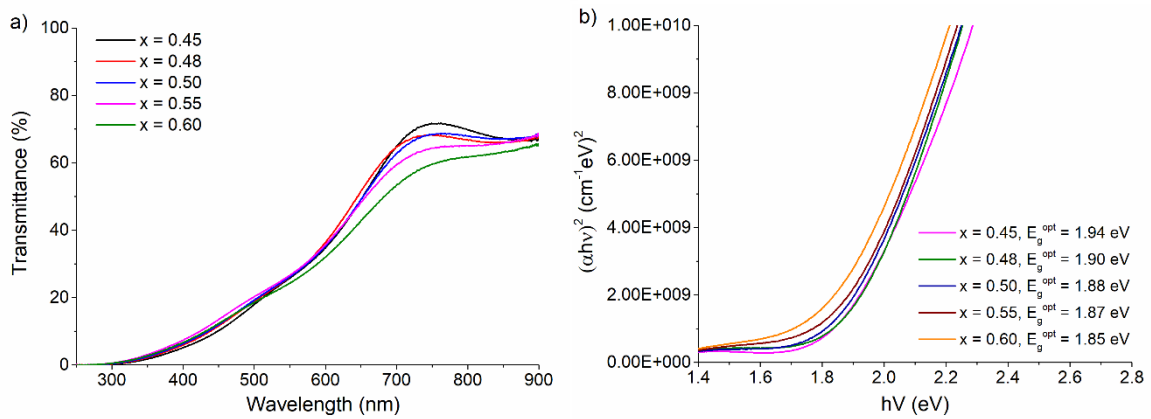 a)
x = 0.45
x = 0.48
x = 0.50
x = 0.55
x = 0.60
Transmittance (%)
100
80
60
40
20
0
300 400 500 600 700 800 900
Wavelength (nm)
b)
(αhν)² (cm⁻¹eV)²
1.00E+010
8.00E+009
6.00E+009
4.00E+009
2.00E+009
0.00E+000
x = 0.45, Egᵒᵖᵗ = 1.94 eV
x = 0.48, Egᵒᵖᵗ = 1.90 eV
x = 0.50, Egᵒᵖᵗ = 1.88 eV
x = 0.55, Egᵒᵖᵗ = 1.87 eV
x = 0.60, Egᵒᵖᵗ = 1.85 eV
1.4 1.6 1.8 2.0 2.2 2.4 2.6 2.8
hV (eV)